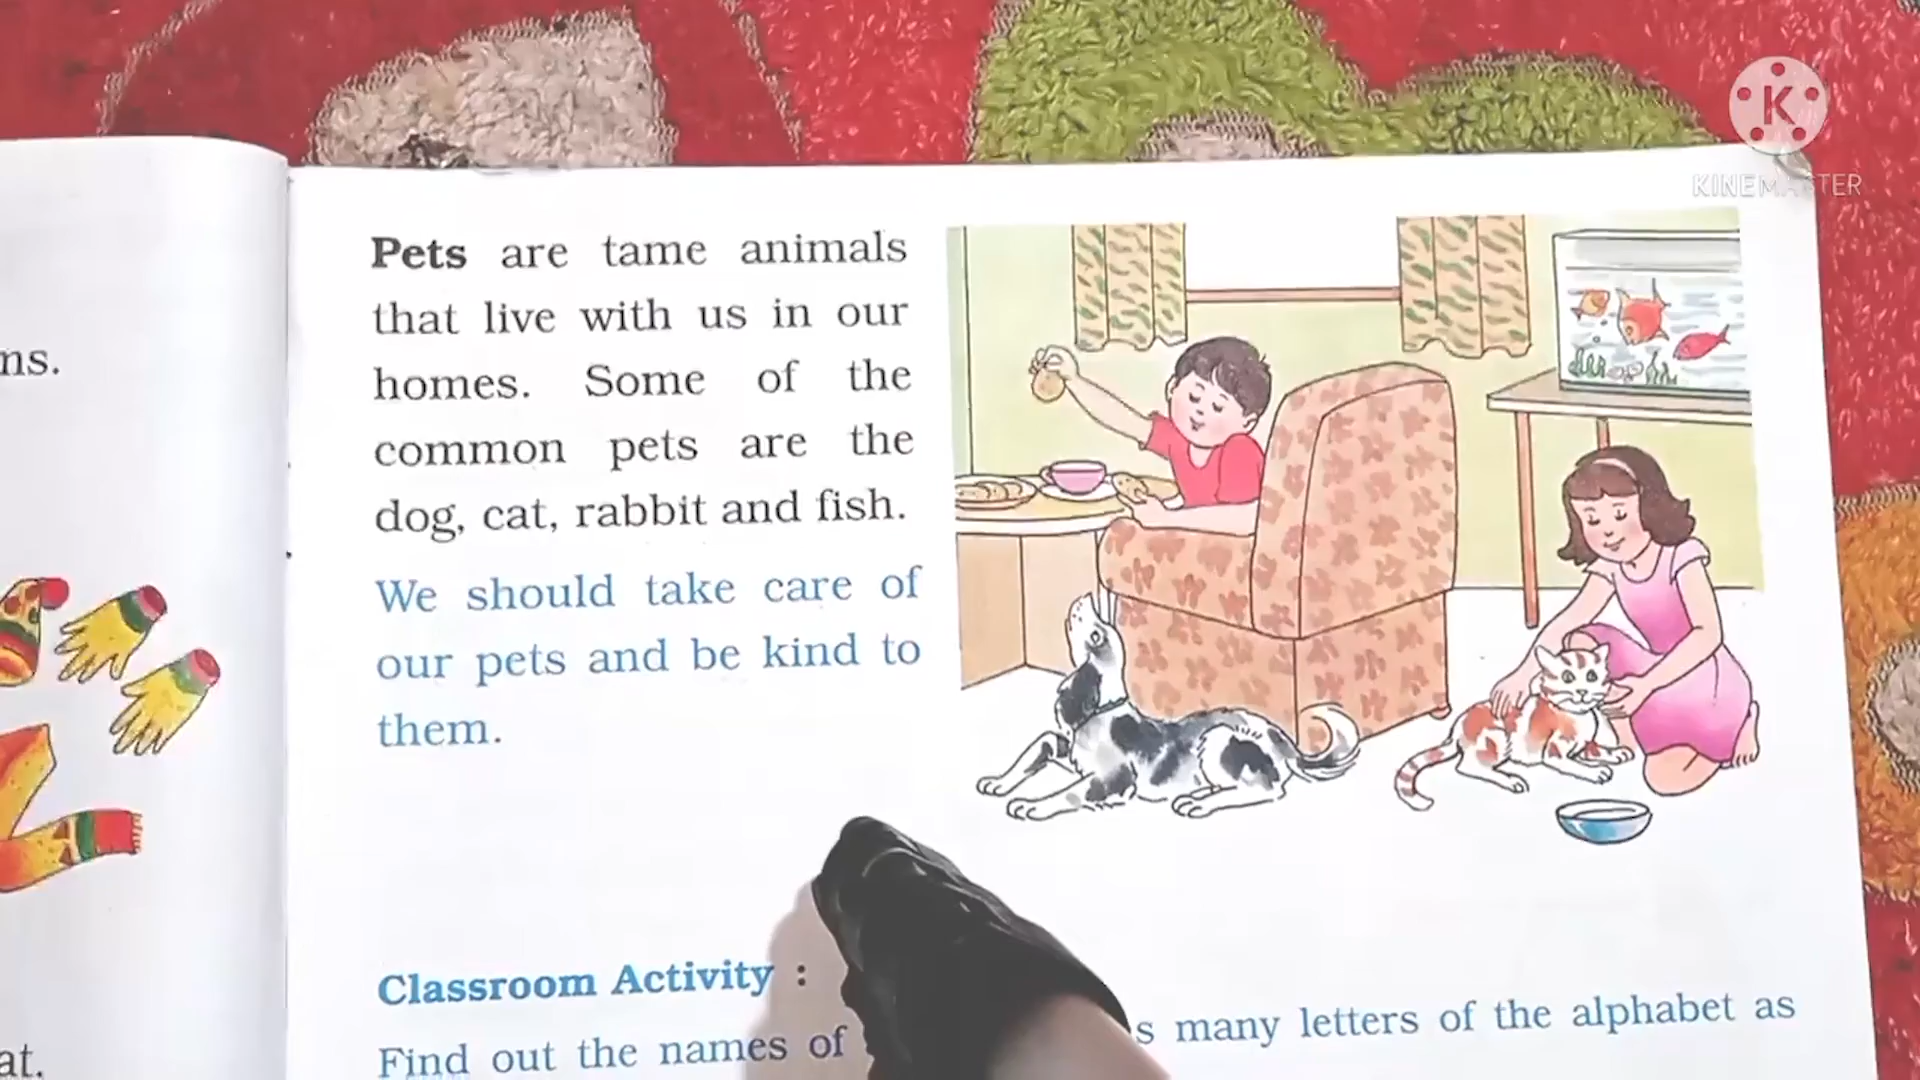 Pets are tame animals
that live with us in our
homes. Some of the
common pets are the
dog, cat, rabbit and fish.
We should take care of
our pets and be kind to
them.
Classroom Activity :
Find out the names of
many letters of the alphabet as
ns.
at.
K
KINEMASTER